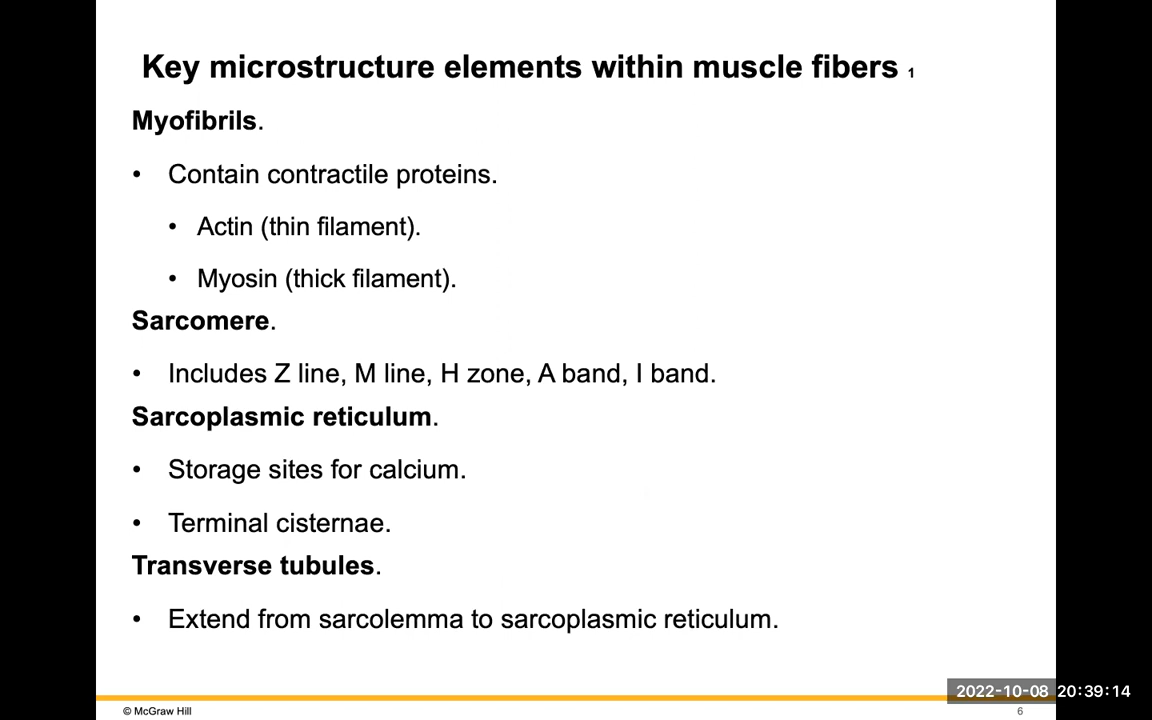 Key microstructure elements within muscle fibers 1
Myofibrils.
• Contain contractile proteins.
• Actin (thin filament).
• Myosin (thick filament).
Sarcomere.
• Includes Z line, M line, H zone, A band, I band.
Sarcoplasmic reticulum.
• Storage sites for calcium.
• Terminal cisternae.
Transverse tubules.
• Extend from sarcolemma to sarcoplasmic reticulum.
2022-10-08 20:39:14
© McGraw Hill
6